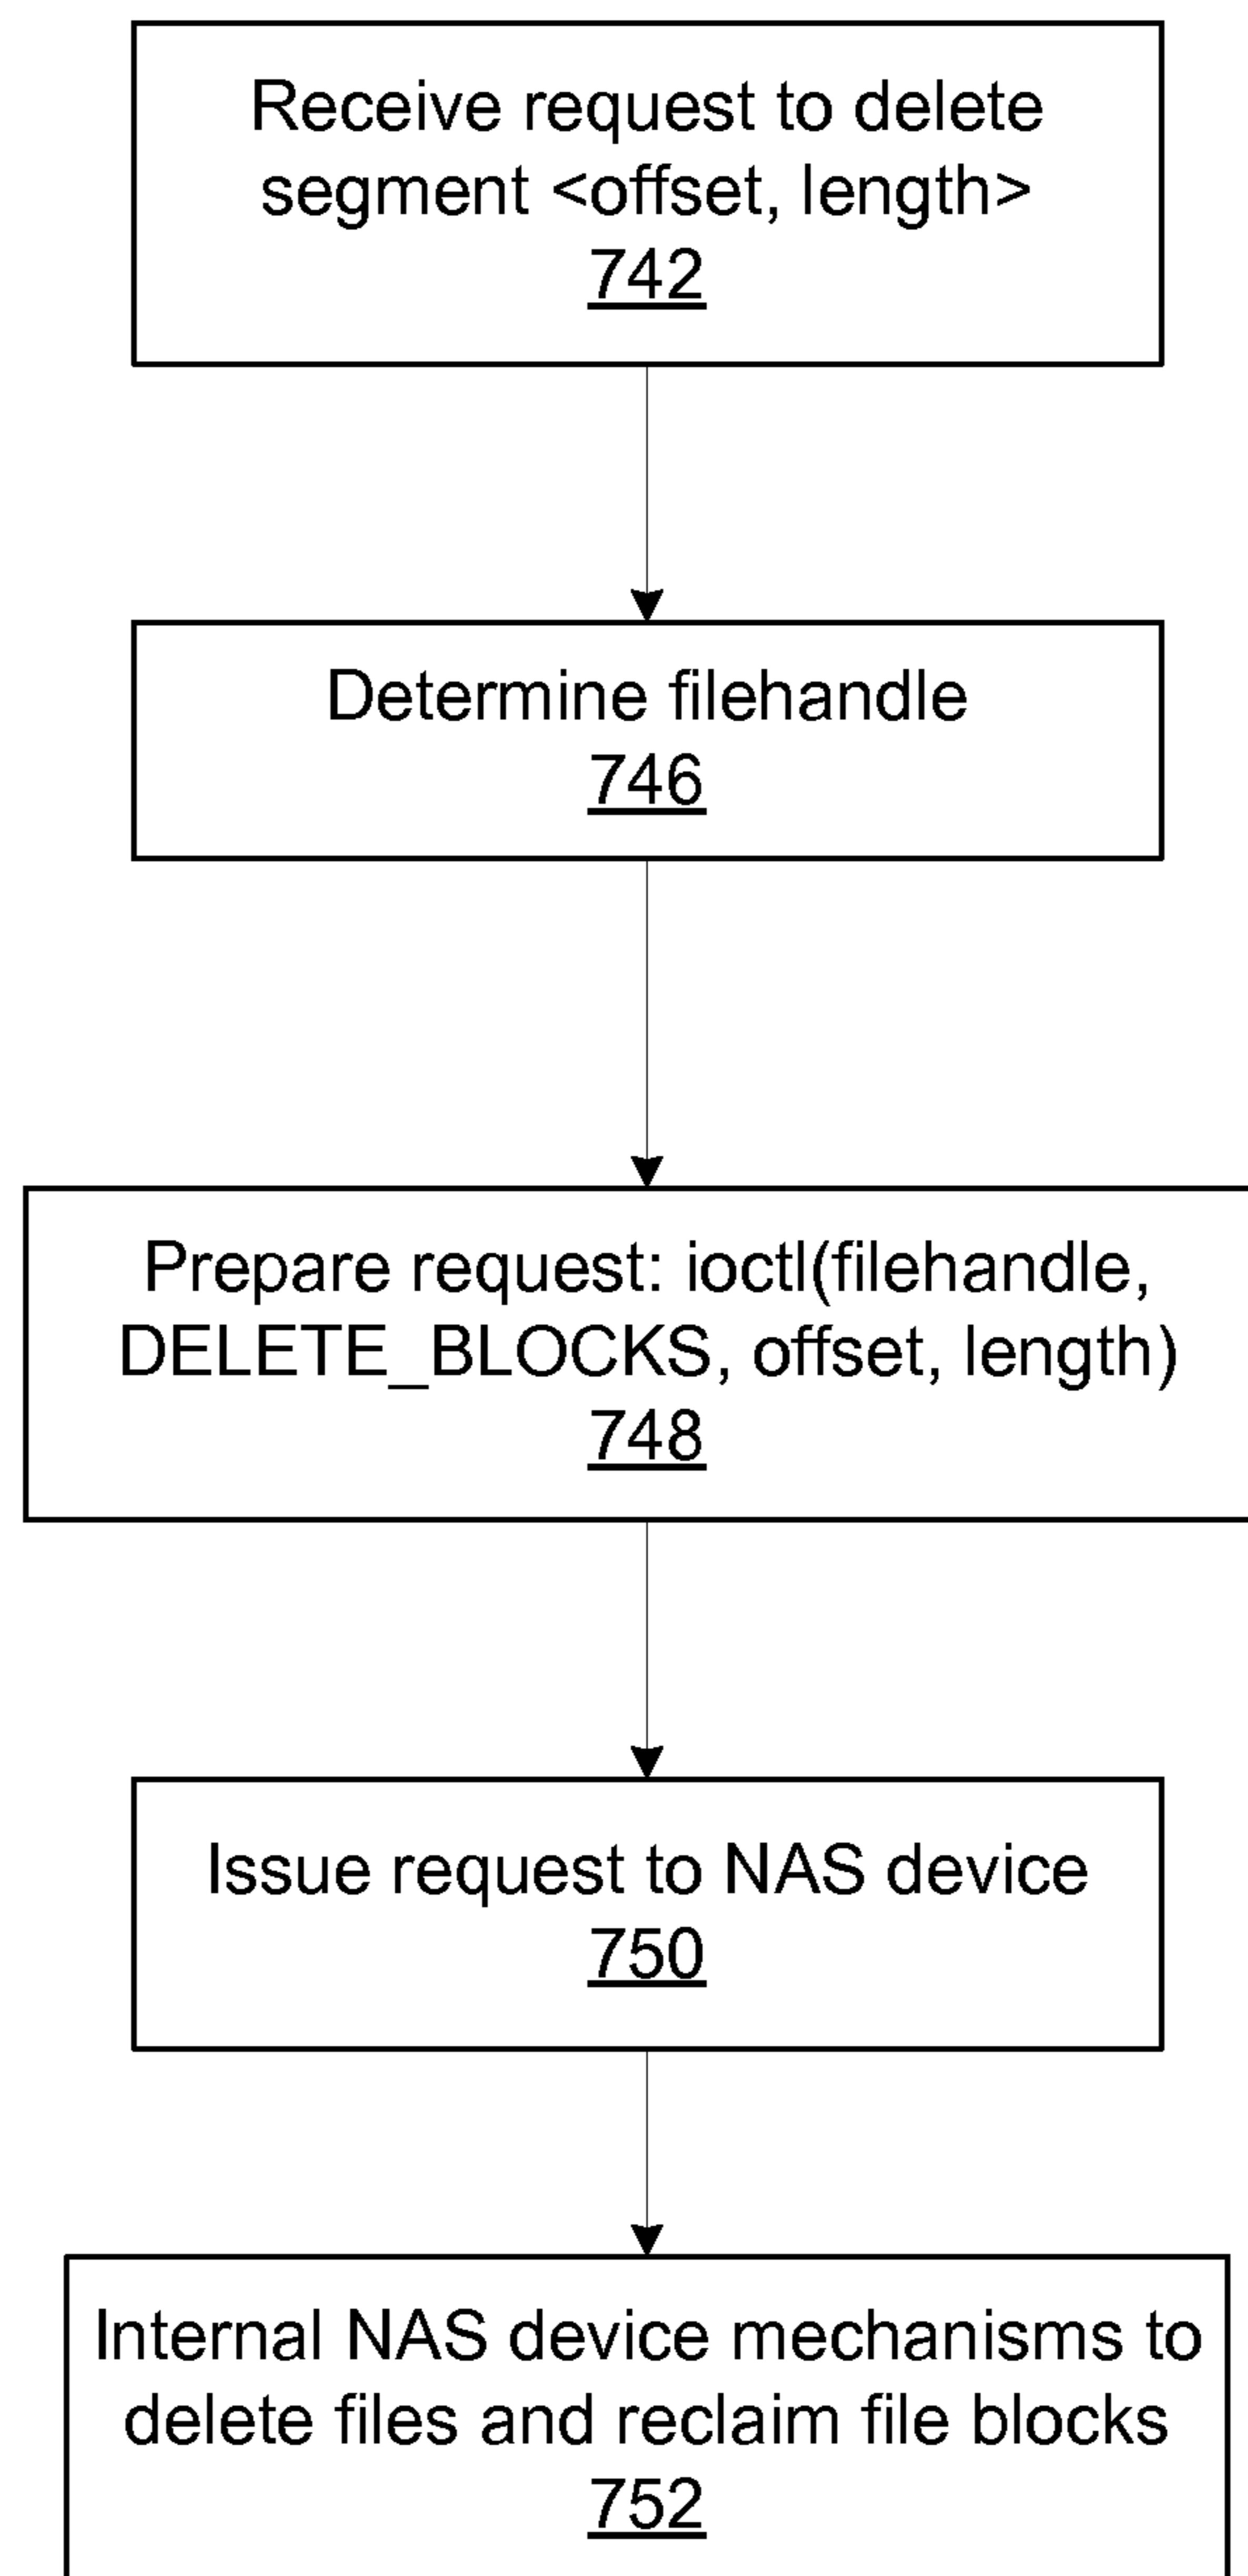 Receive request to delete
segment <offset, length>
742
Determine filehandle
746
Prepare request: ioctl(filehandle,
DELETE_BLOCKS, offset, length)
748
Issue request to NAS device
750
Internal NAS device mechanisms to
delete files and reclaim file blocks
752